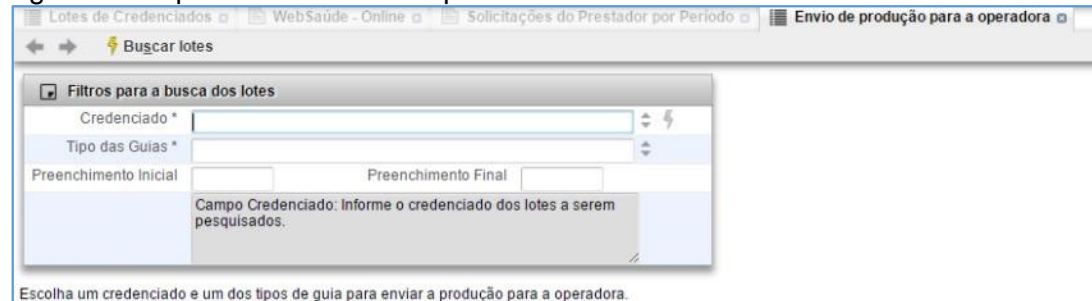 Lotes de Credenciados WebSaúde - Online Solicitações do Prestador por Período Envio de produção para a operadora
Buscar lotes
Filtros para a busca dos lotes
Credenciado *
Tipo das Guias *
Preenchimento Inicial Preenchimento Final
Campo Credenciado: Informe o credenciado dos lotes a serem
pesquisados.
Escolha um credenciado e um dos tipos de guia para enviar a produção para a operadora.